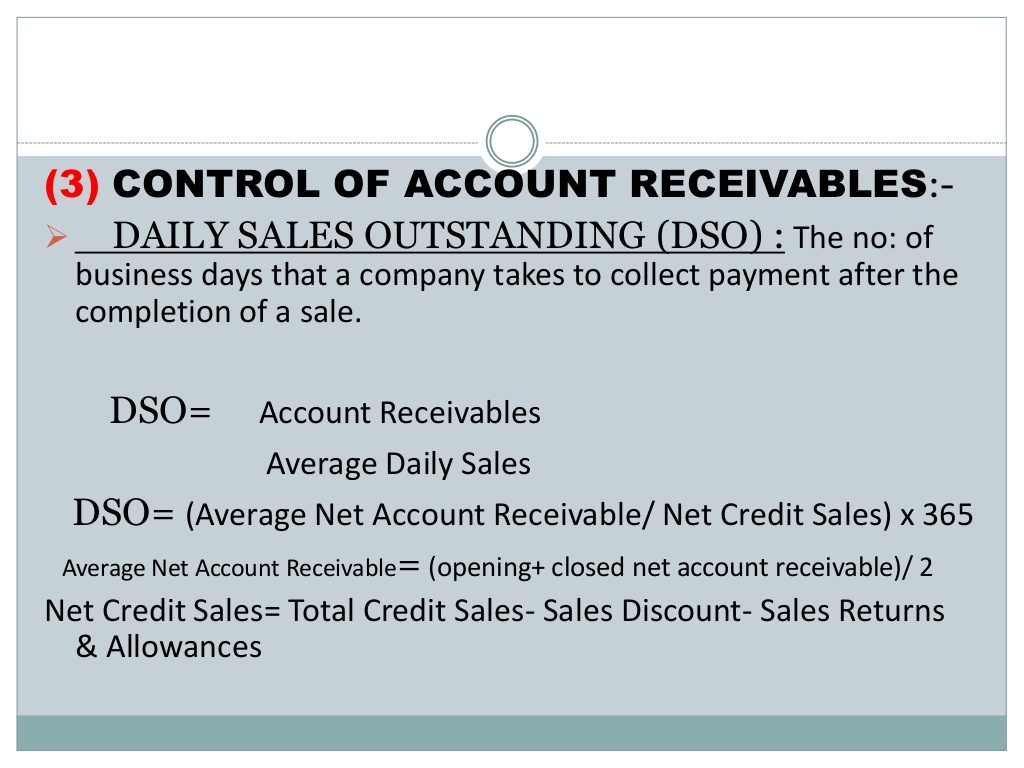 (3) CONTROL OF ACCOUNT RECEIVABLES:-
DAILY SALES OUTSTANDING (DSO) : The no: of
business days that a company takes to collect payment after the
completion of a sale.
DSO= Account Receivables
Average Daily Sales
DSO= (Average Net Account Receivable/ Net Credit Sales) x 365
Average Net Account Receivable= (opening+ closed net account receivable)/ 2
Net Credit Sales= Total Credit Sales- Sales Discount- Sales Returns
& Allowances